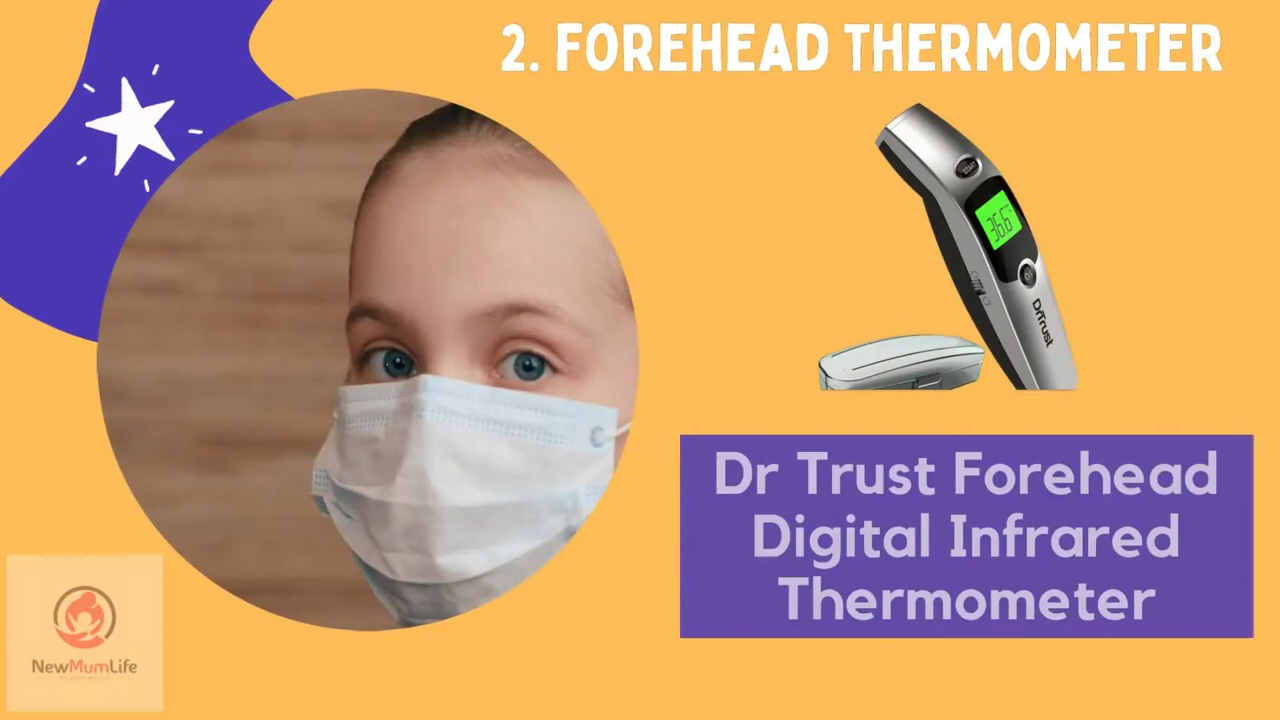 2. FOREHEAD THERMOMETER
START
36.6
DrTrust
Dr Trust Forehead
Digital Infrared
Thermometer
NewMumLife